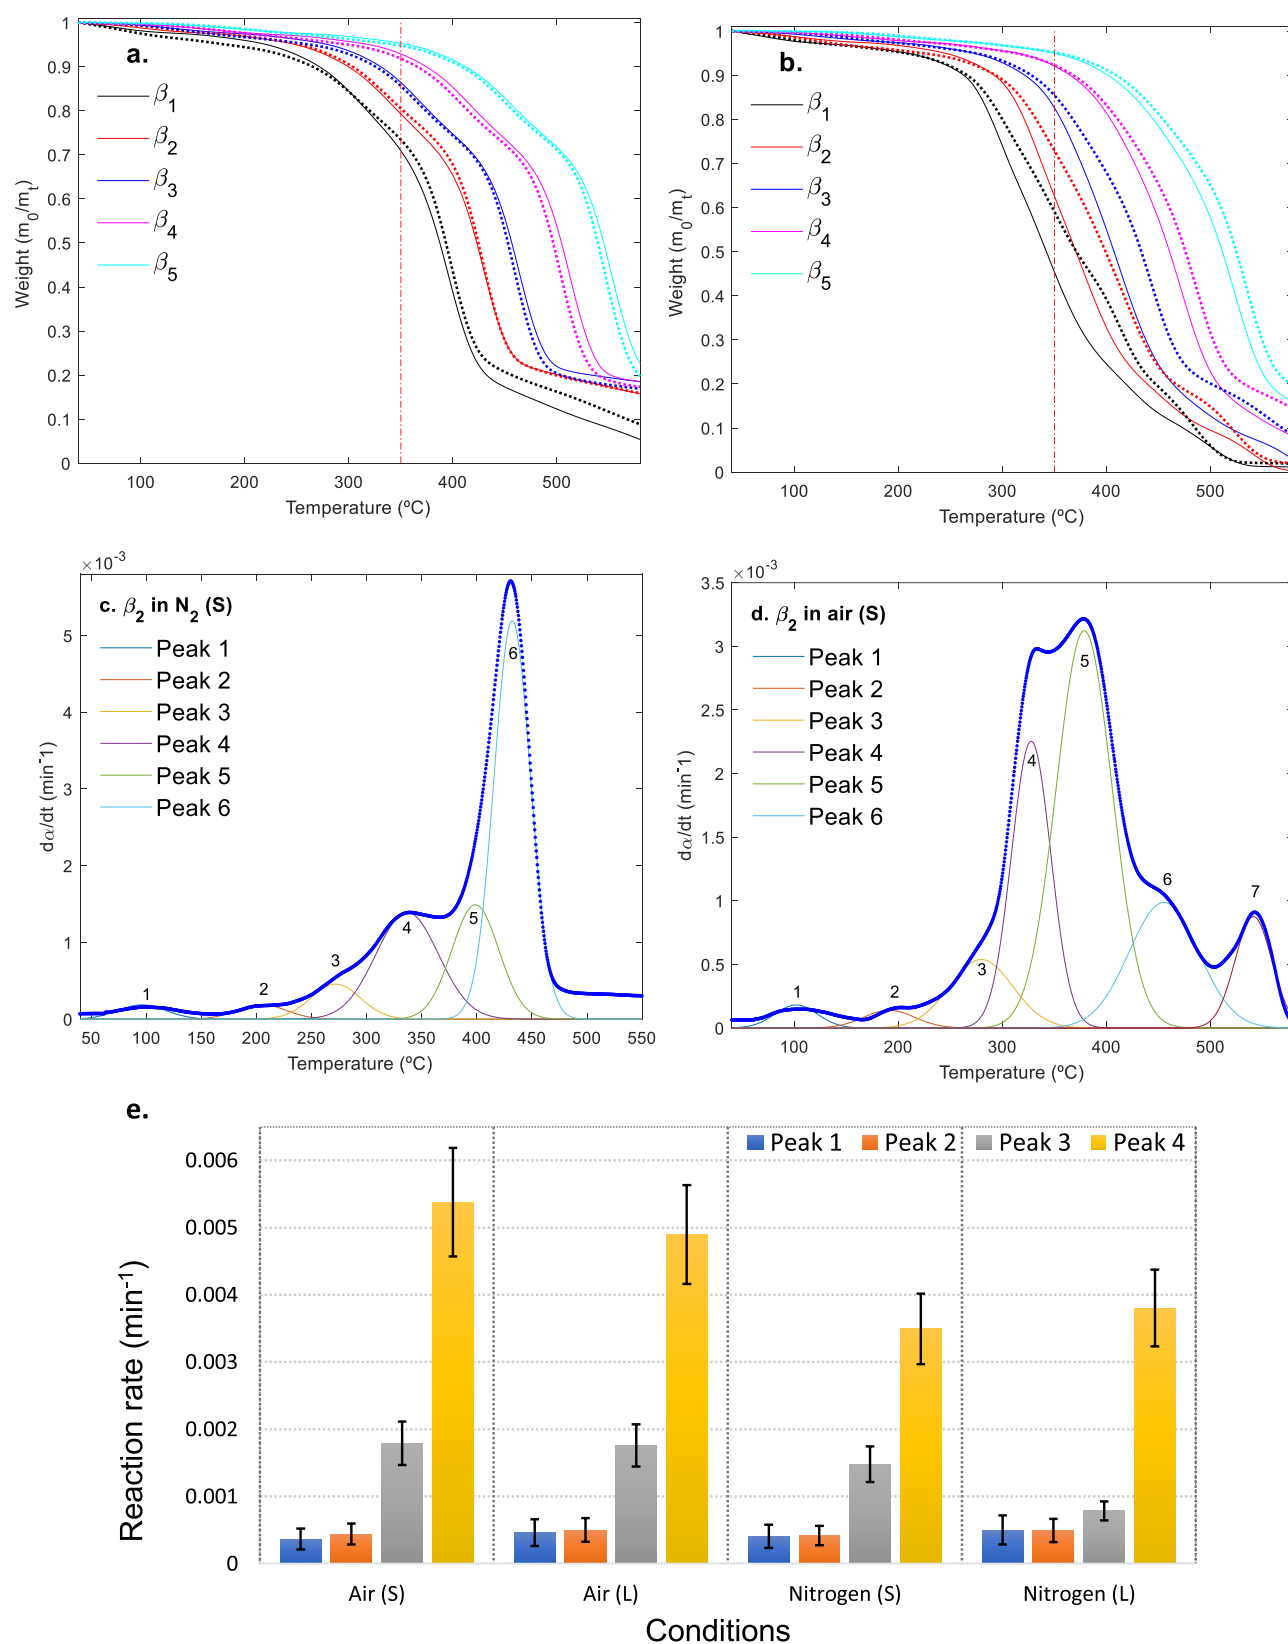 a.
β1
β2
β3
β4
β5
1
0.9
0.8
0.7
0.6
0.5
0.4
0.3
0.2
0.1
0
Weight (m0/mt)
100 200 300 400 500
Temperature (ºC)
b.
β1
β2
β3
β4
β5
1
0.9
0.8
0.7
0.6
0.5
0.4
0.3
0.2
0.1
0
Weight (m0/mt)
100 200 300 400 500
Temperature (ºC)
×10-3
c. β2 in N2 (S)
Peak 1
Peak 2
Peak 3
Peak 4
Peak 5
Peak 6
5
4
3
2
1
0
dα/dt (min-1)
1 2 3 4 5 6
50 100 150 200 250 300 350 400 450 500 550
Temperature (ºC)
×10-3
d. β2 in air (S)
Peak 1
Peak 2
Peak 3
Peak 4
Peak 5
Peak 6
3.5
3
2.5
2
1.5
1
0.5
0
dα/dt (min-1)
1 2 3 4 5 6 7
100 200 300 400 500
Temperature (ºC)
e.
Peak 1 Peak 2 Peak 3 Peak 4
0.006
0.005
0.004
0.003
0.002
0.001
0
Reaction rate (min-1)
Air (S) Air (L) Nitrogen (S) Nitrogen (L)
Conditions